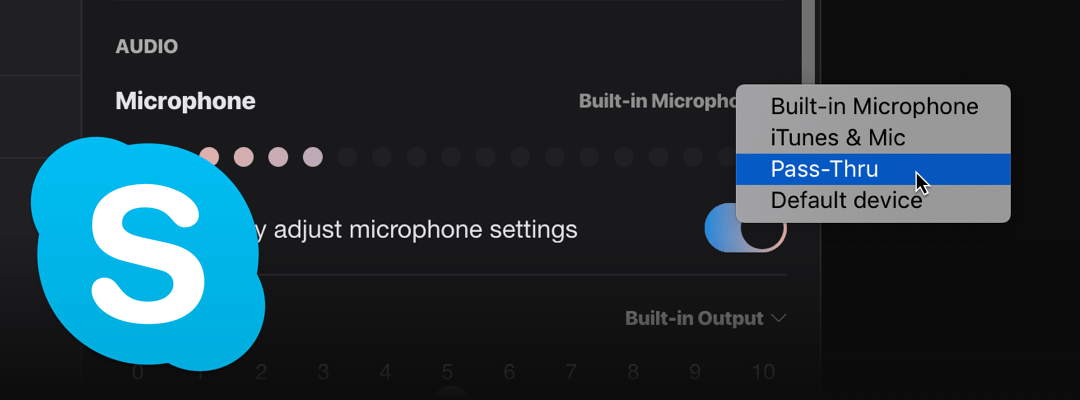 AUDIO
Microphone
Built-in Micropho
Built-in Microphone
iTunes & Mic
Pass-Thru
Default device
y adjust microphone settings
S
Built-in Output
0 1 2 3 4 5 6 7 8 9 10